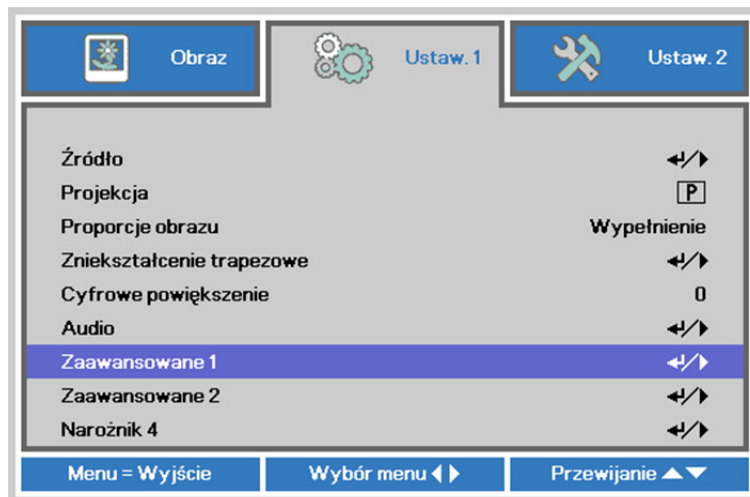 Obraz Ustaw. 1 Ustaw. 2
Źródło
Projekcja P
Proporcje obrazu Wypełnienie
Zniekształcenie trapezowe
Cyfrowe powiększenie 0
Audio
Zaawansowane 1
Zaawansowane 2
Narożnik 4
Menu = Wyjście Wybór menu Przewijanie